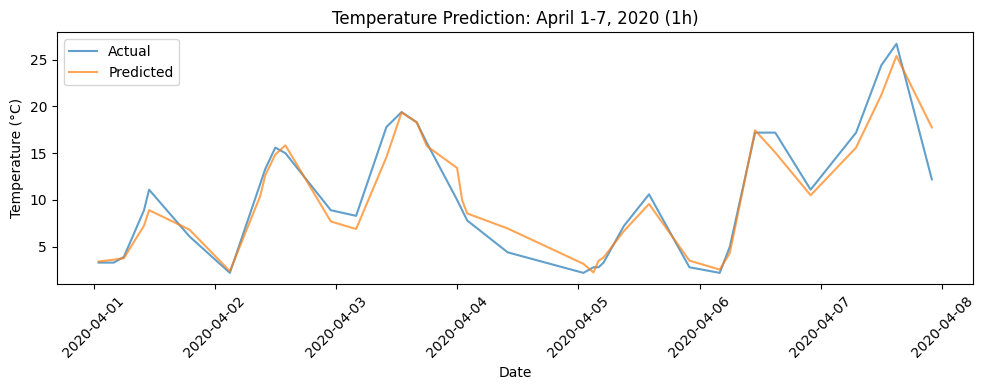 Temperature Prediction: April 1-7, 2020 (1h)
Actual
Predicted
Temperature (°C)
25
20
15
10
5
2020-04-01
2020-04-02
2020-04-03
2020-04-04
2020-04-05
2020-04-06
2020-04-07
2020-04-08
Date